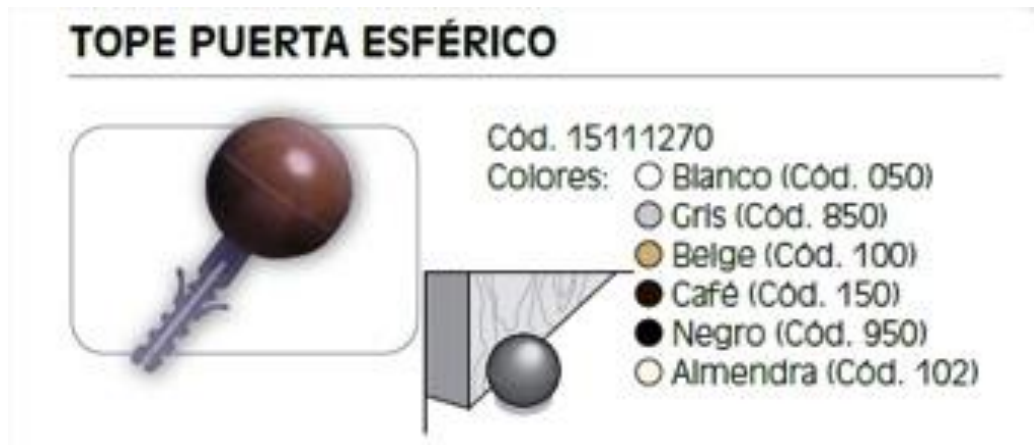 TOPE PUERTA ESFÉRICO
Cód. 15111270
Colores: Blanco (Cód. 050)
Gris (Cód. 850)
Beige (Cód. 100)
Café (Cód. 150)
Negro (Cód. 950)
Almendra (Cód. 102)